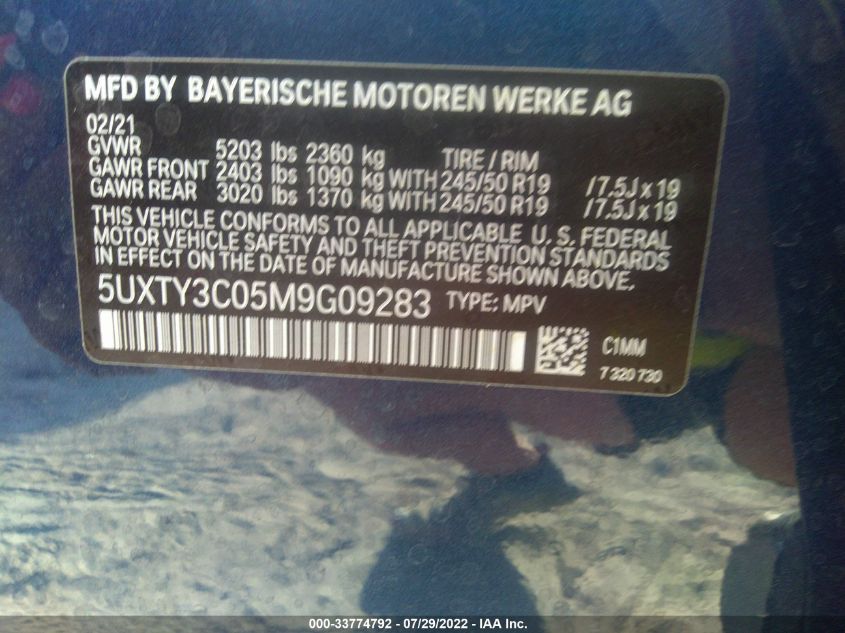 MFD BY BAYERISCHE MOTOREN WERKE AG
02/21
GVWR 5203 lbs 2360 kg TIRE / RIM
GAWR FRONT 2403 lbs 1090 kg WITH 245/50 R19 /7.5J x 19
GAWR REAR 3020 lbs 1370 kg WITH 245/50 R19 /7.5J x 19
THIS VEHICLE CONFORMS TO ALL APPLICABLE U. S. FEDERAL
MOTOR VEHICLE SAFETY AND THEFT PREVENTION STANDARDS
IN EFFECT ON THE DATE OF MANUFACTURE SHOWN ABOVE.
5UXTY3C05M9G09283 TYPE: MPV
C1MM
7 320 730
000-33774792 - 07/29/2022 - IAA Inc.